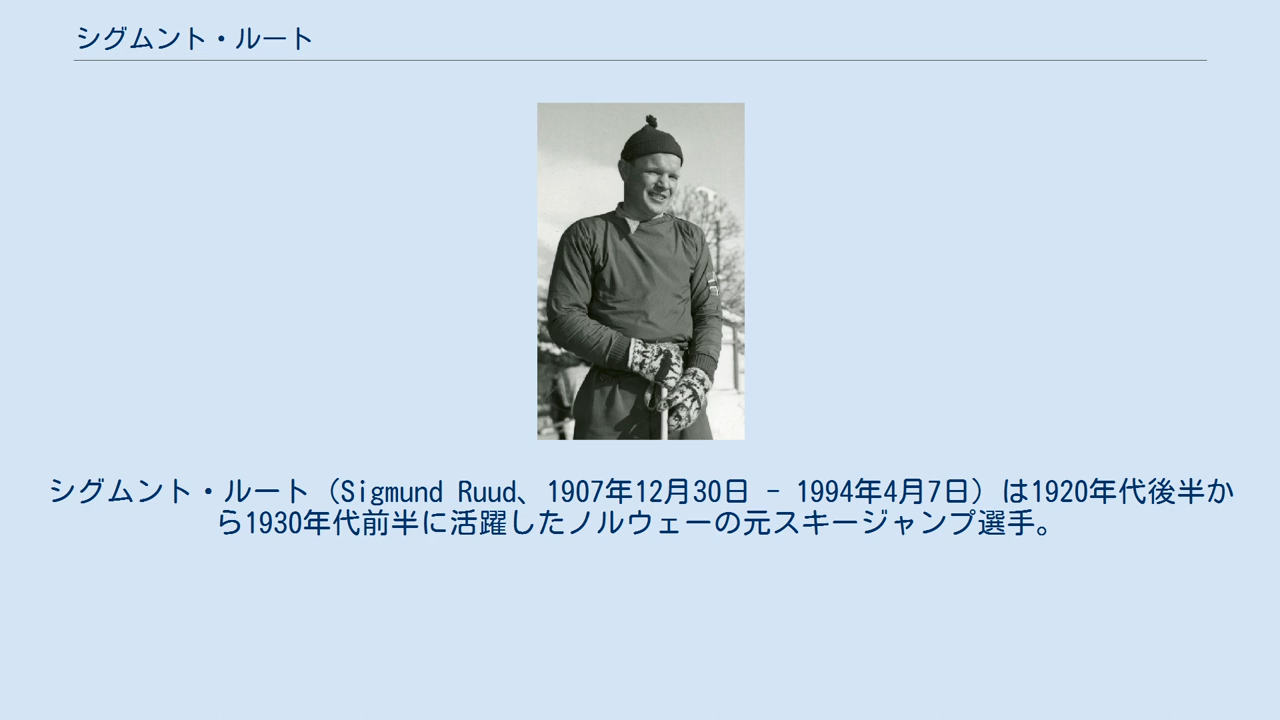 シグムント・ルート
シグムント・ルート（Sigmund Ruud、1907年12月30日 - 1994年4月7日）は1920年代後半か
ら1930年代前半に活躍したノルウェーの元スキージャンプ選手。